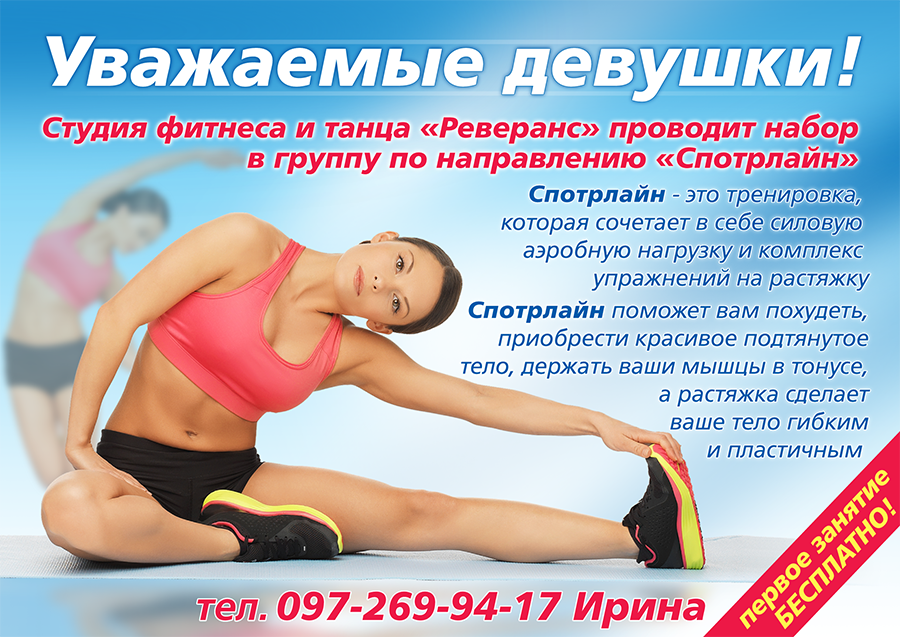 Уважаемые девушки!
Студия фитнеса и танца «Реверанс» проводит набор
в группу по направлению «Спотрлайн»
Спотрлайн - это тренировка,
которая сочетает в себе силовую
аэробную нагрузку и комплекс
упражнений на растяжку
Спотрлайн поможет вам похудеть,
приобрести красивое подтянутое
тело, держать ваши мышцы в тонусе,
а растяжка сделает
ваше тело гибким
и пластичным
первое занятие
БЕСПЛАТНО!
тел. 097-269-94-17 Ирина